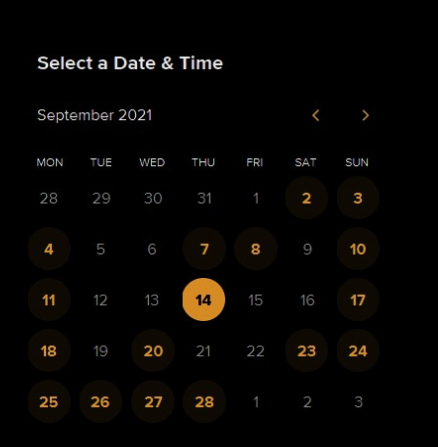 Select a Date & Time
September 2021
MON TUE WED THU FRI SAT SUN
28 29 30 31 1 2 3
4 5 6 7 8 9 10
11 12 13 14 15 16 17
18 19 20 21 22 23 24
25 26 27 28 1 2 3